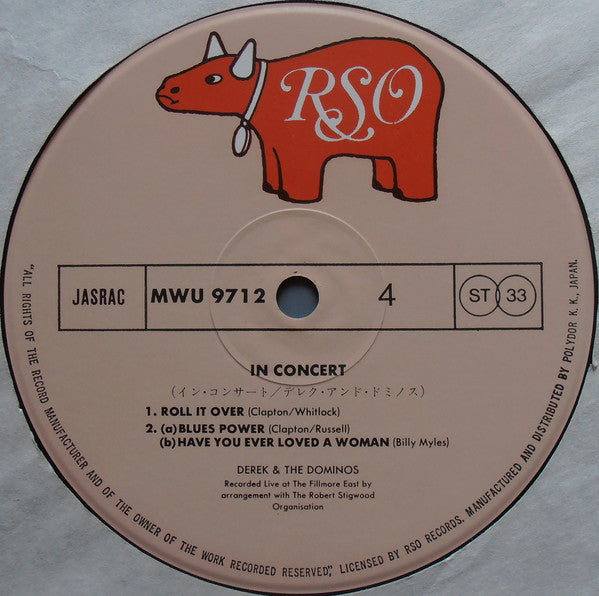 RSO
JASRAC
MWU 9712
4
ST 33
IN CONCERT
(イン・コンサート/デレク・アンド・ドミノス)
1. ROLL IT OVER (Clapton/Whitlock)
2. (a) BLUES POWER (Clapton/Russell)
(b) HAVE YOU EVER LOVED A WOMAN (Billy Myles)
DEREK & THE DOMINOS
Recorded Live at The Fillmore East by
arrangement with The Robert Stigwood
Organisation
"ALL RIGHTS OF THE RECORD MANUFACTURER AND OF THE OWNER OF THE WORK RECORDED RESERVED", LICENSED BY RSO RECORDS. MANUFACTURED AND DISTRIBUTED BY POLYDOR K. K., JAPAN.